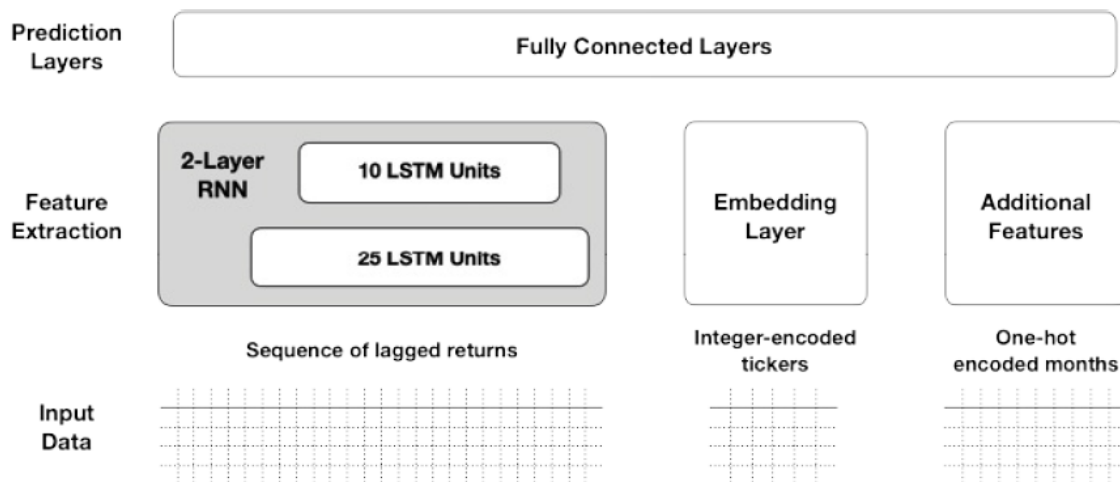 Prediction
Layers
Fully Connected Layers
Feature
Extraction
2-Layer
RNN
10 LSTM Units
25 LSTM Units
Embedding
Layer
Additional
Features
Sequence of lagged returns
Integer-encoded
tickers
One-hot
encoded months
Input
Data